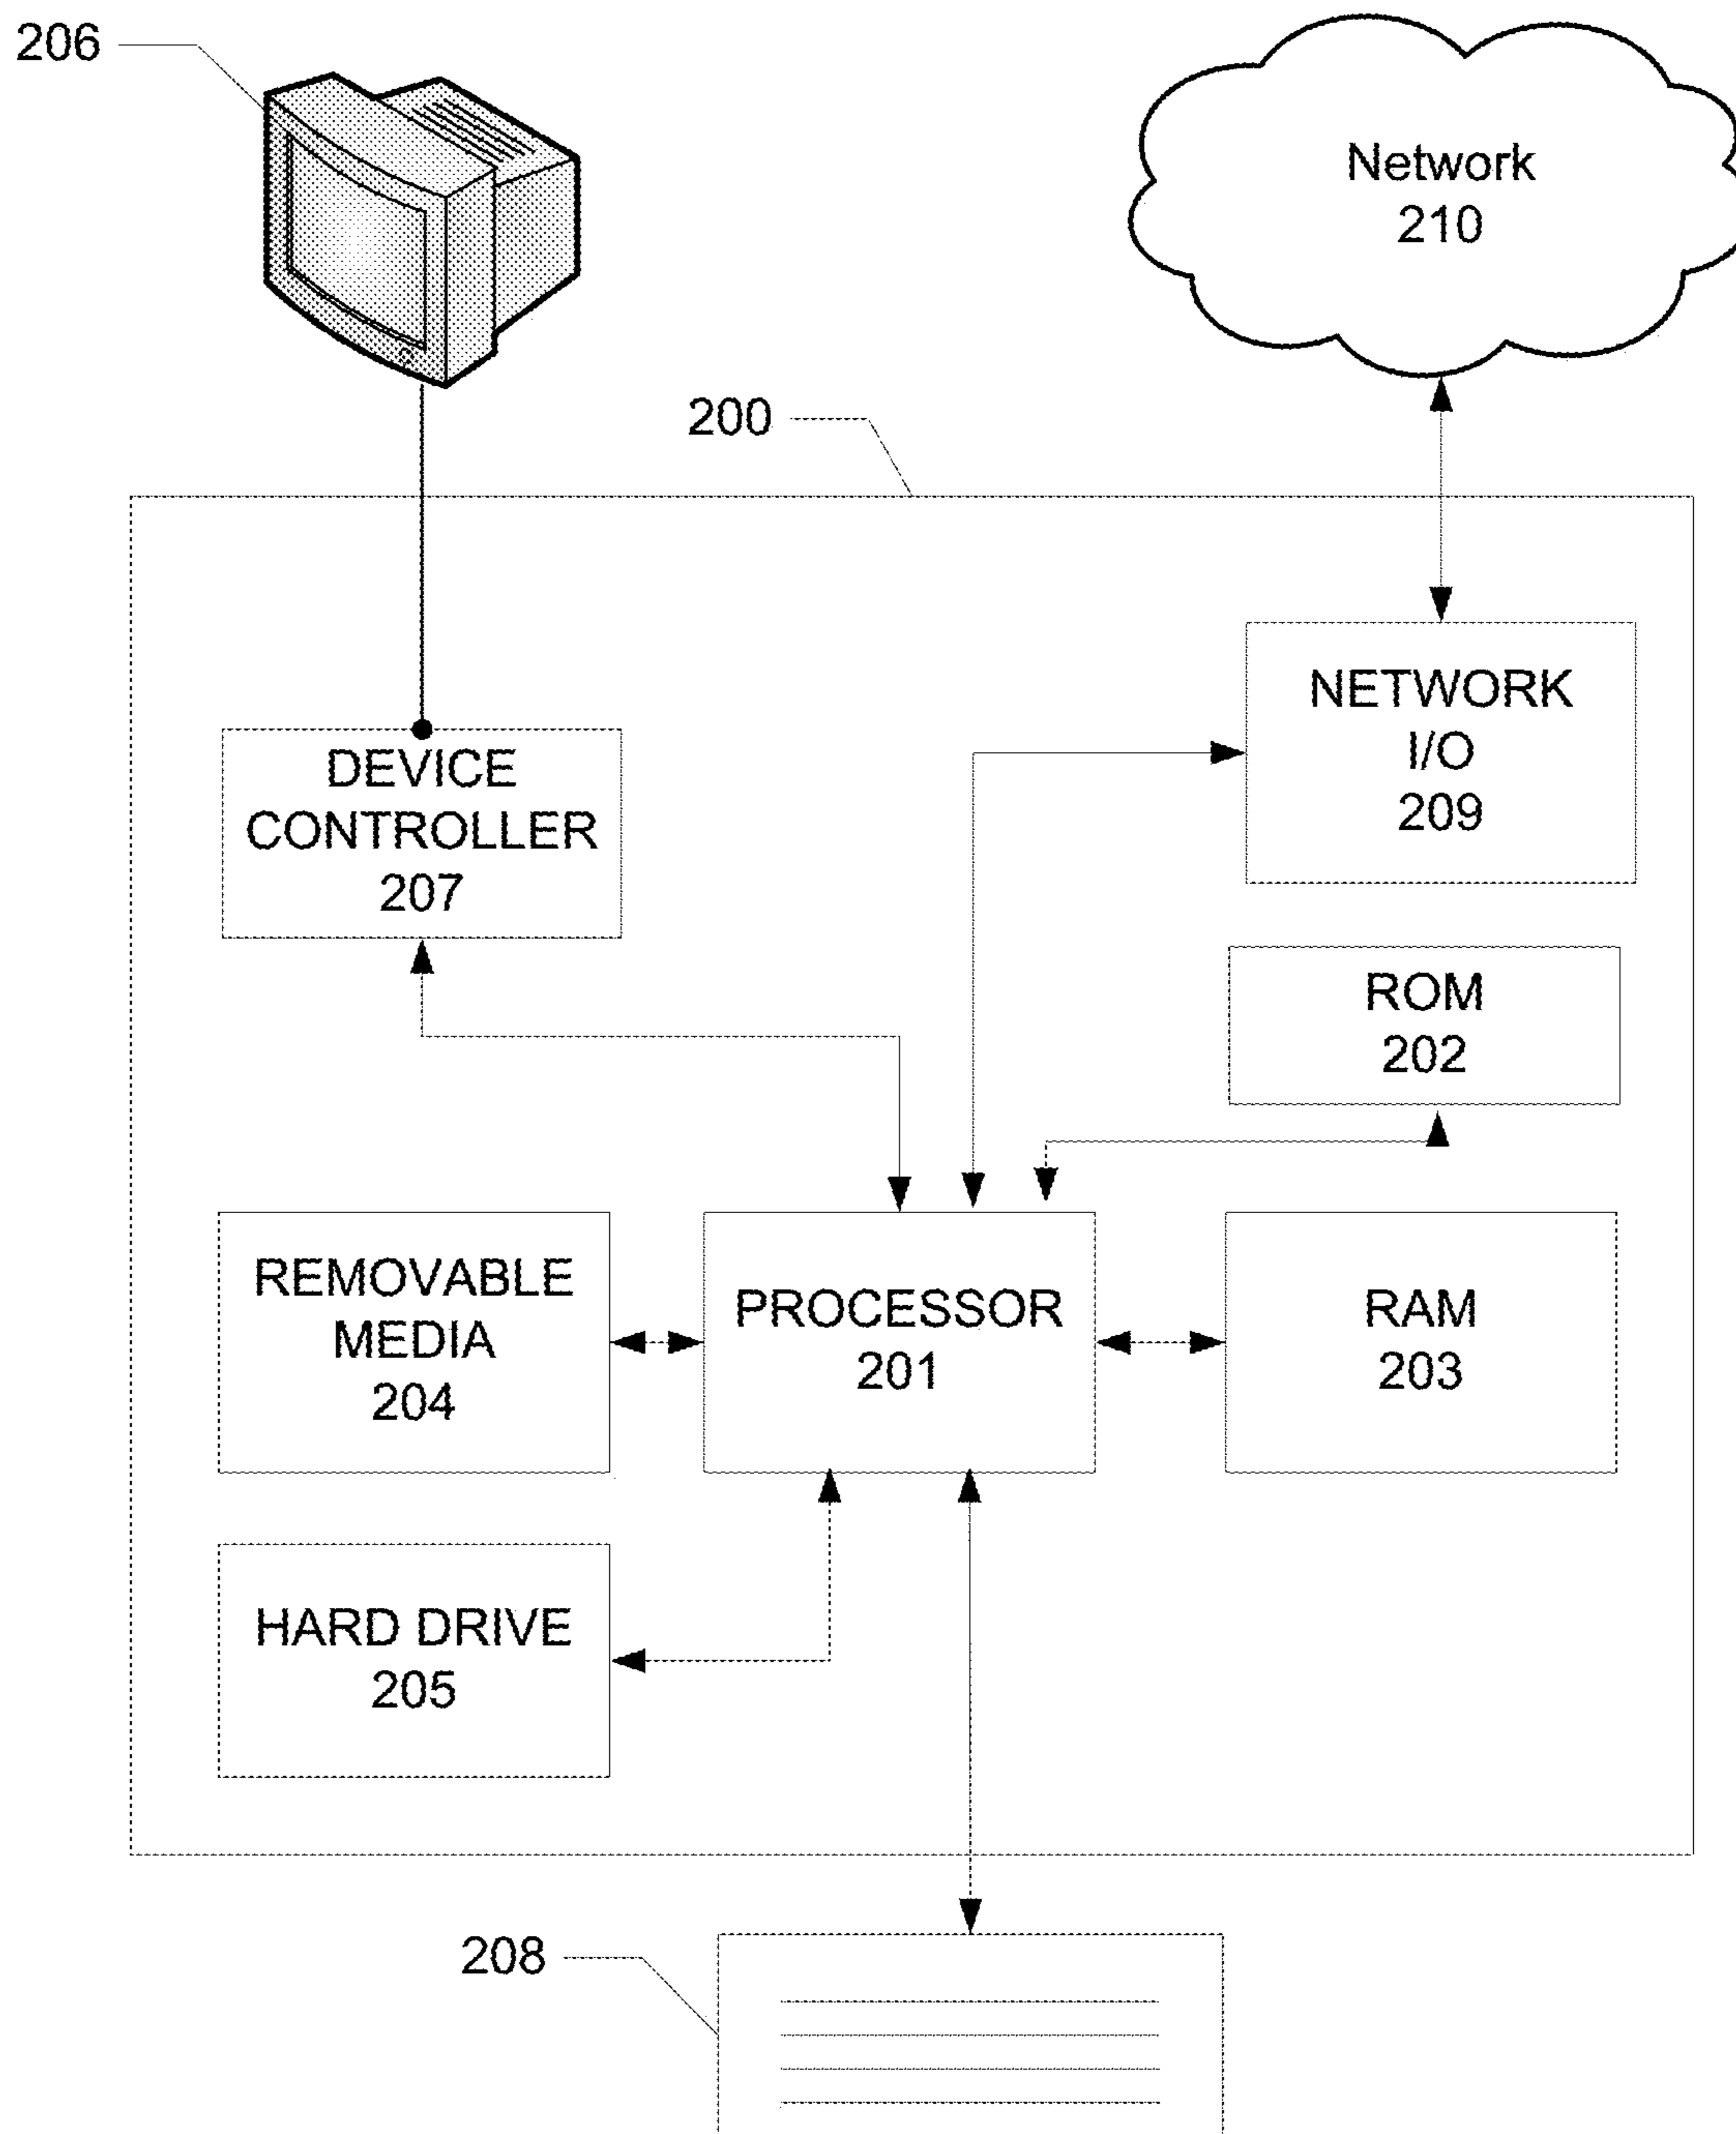 206
Network
210
200
NETWORK
I/O
209
DEVICE
CONTROLLER
207
ROM
202
REMOVABLE
MEDIA
204
PROCESSOR
201
RAM
203
HARD DRIVE
205
208